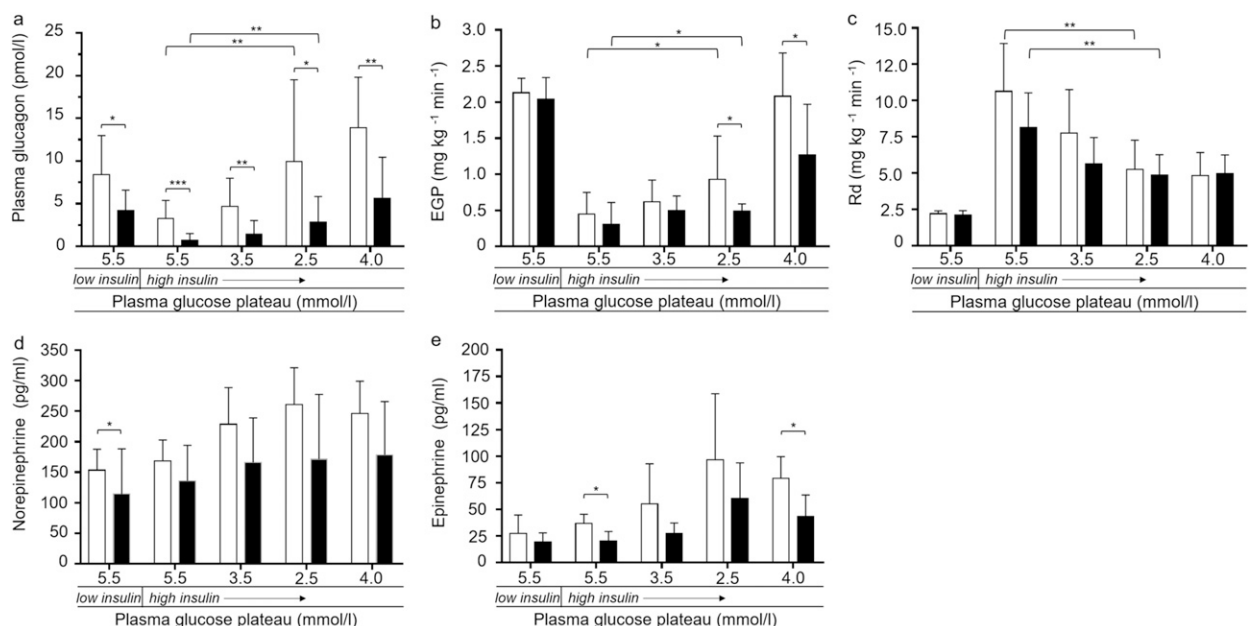 a
Plasma glucagon (pmol/l)
25
20
15
10
5
0
**
**
*
***
**
*
**
5.5 5.5 3.5 2.5 4.0
low insulin high insulin
Plasma glucose plateau (mmol/l)
b
EGP (mg kg -1 min -1)
3.0
2.5
2.0
1.5
1.0
0.5
0
*
*
*
*
5.5 5.5 3.5 2.5 4.0
low insulin high insulin
Plasma glucose plateau (mmol/l)
c
Rd (mg kg -1 min -1)
15.0
12.5
10.0
7.5
5.0
2.5
0
**
**
5.5 5.5 3.5 2.5 4.0
low insulin high insulin
Plasma glucose plateau (mmol/l)
d
Norepinephrine (pg/ml)
350
300
250
200
150
100
50
0
*
5.5 5.5 3.5 2.5 4.0
low insulin high insulin
Plasma glucose plateau (mmol/l)
e
Epinephrine (pg/ml)
200
175
150
125
100
75
50
25
0
*
*
5.5 5.5 3.5 2.5 4.0
low insulin high insulin
Plasma glucose plateau (mmol/l)